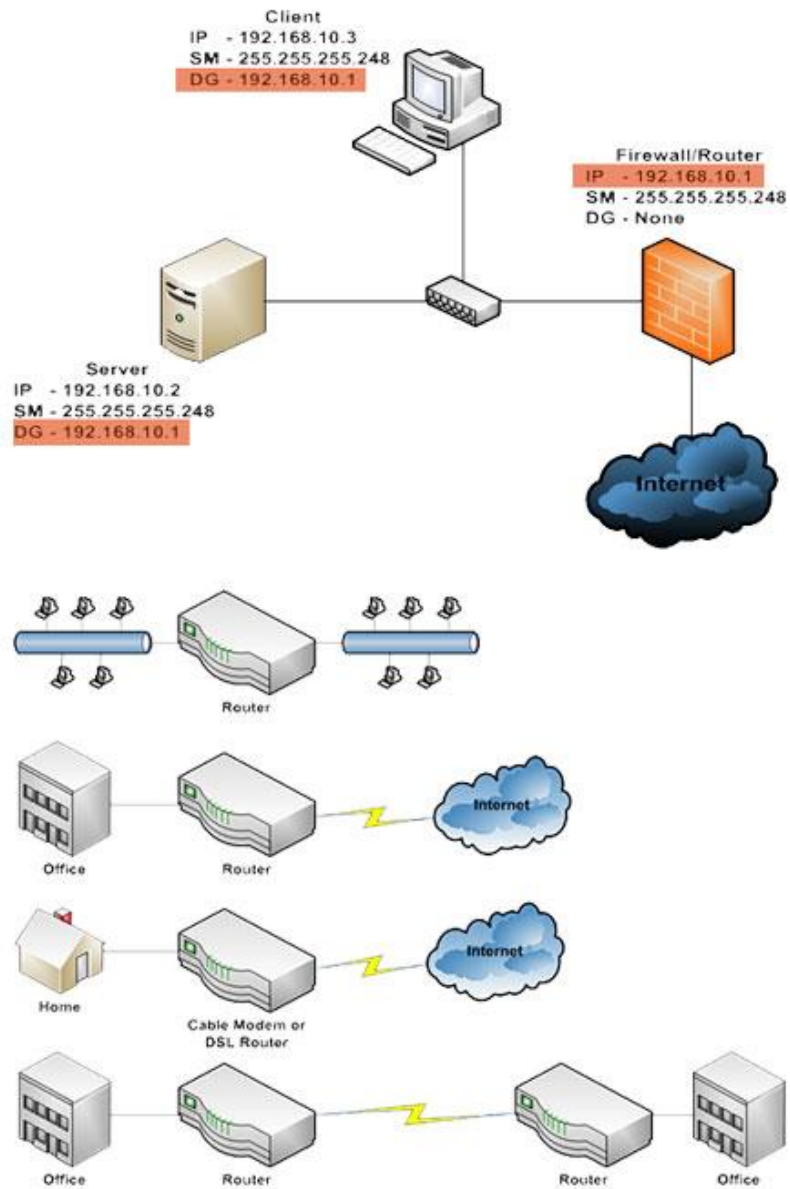 Client
IP - 192.168.10.3
SM - 255.255.255.248
DG - 192.168.10.1
Firewall/Router
IP - 192.168.10.1
SM - 255.255.255.248
DG - None
Server
IP - 192.168.10.2
SM - 255.255.255.248
DG - 192.168.10.1
Internet
Router
Office
Router
Internet
Home
Cable Modem or
DSL Router
Internet
Office
Router
Router
Office